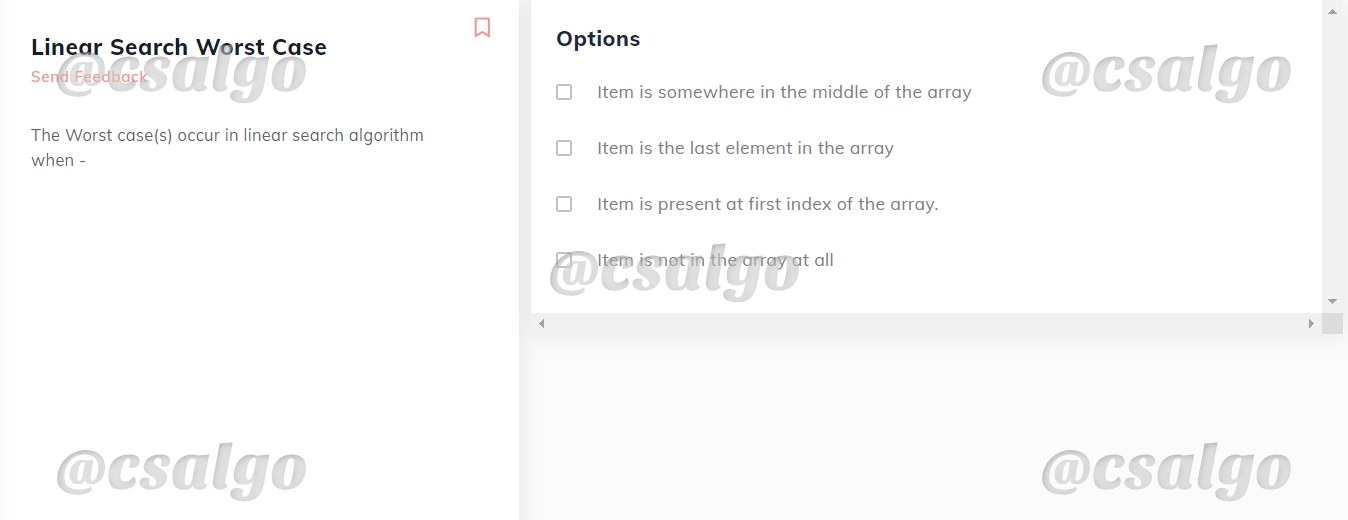 Linear Search Worst Case
Send Feedback
@csalgo
The Worst case(s) occur in linear search algorithm
when -
@csalgo
Options
@csalgo
Item is somewhere in the middle of the array
Item is the last element in the array
Item is present at first index of the array.
Item is not in the array at all
@csalgo
@csalgo